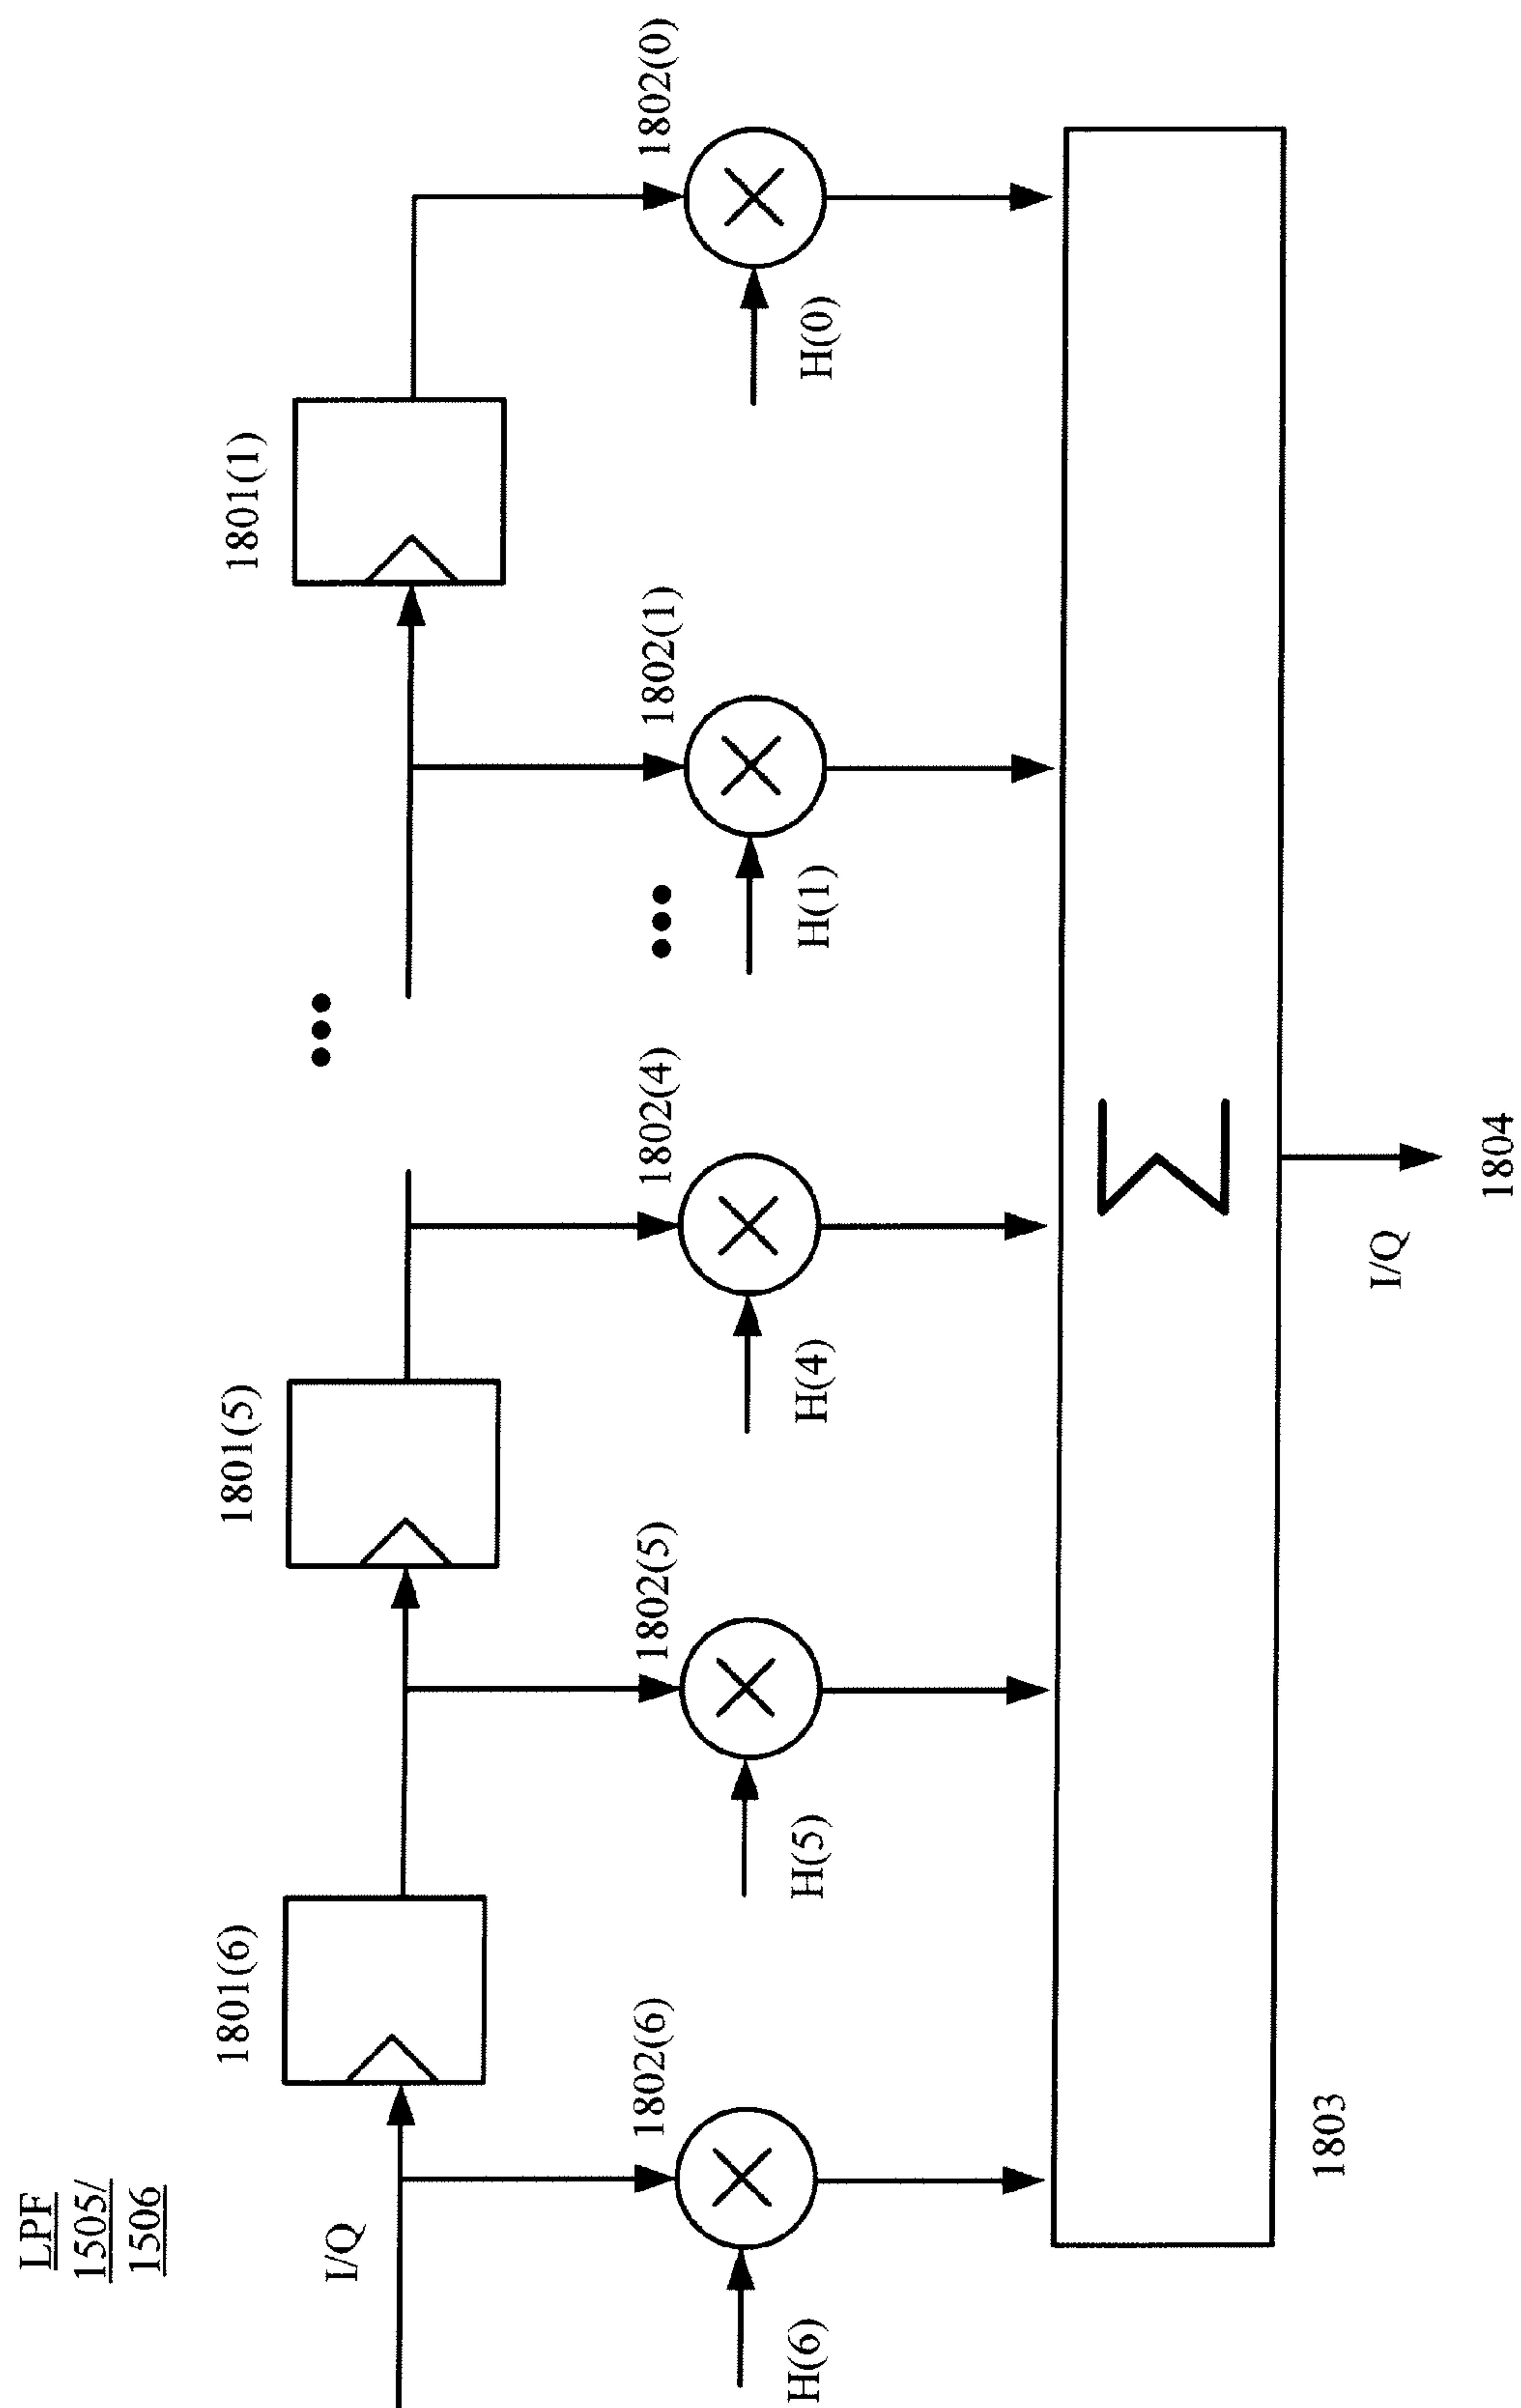 LPF
1505/
1506
I/Q
1801(6)
1801(5)
1801(1)
1802(6)
1802(5)
1802(4)
1802(1)
1802(0)
H(6)
H(5)
H(4)
H(1)
H(0)
Σ
1803
I/Q
1804